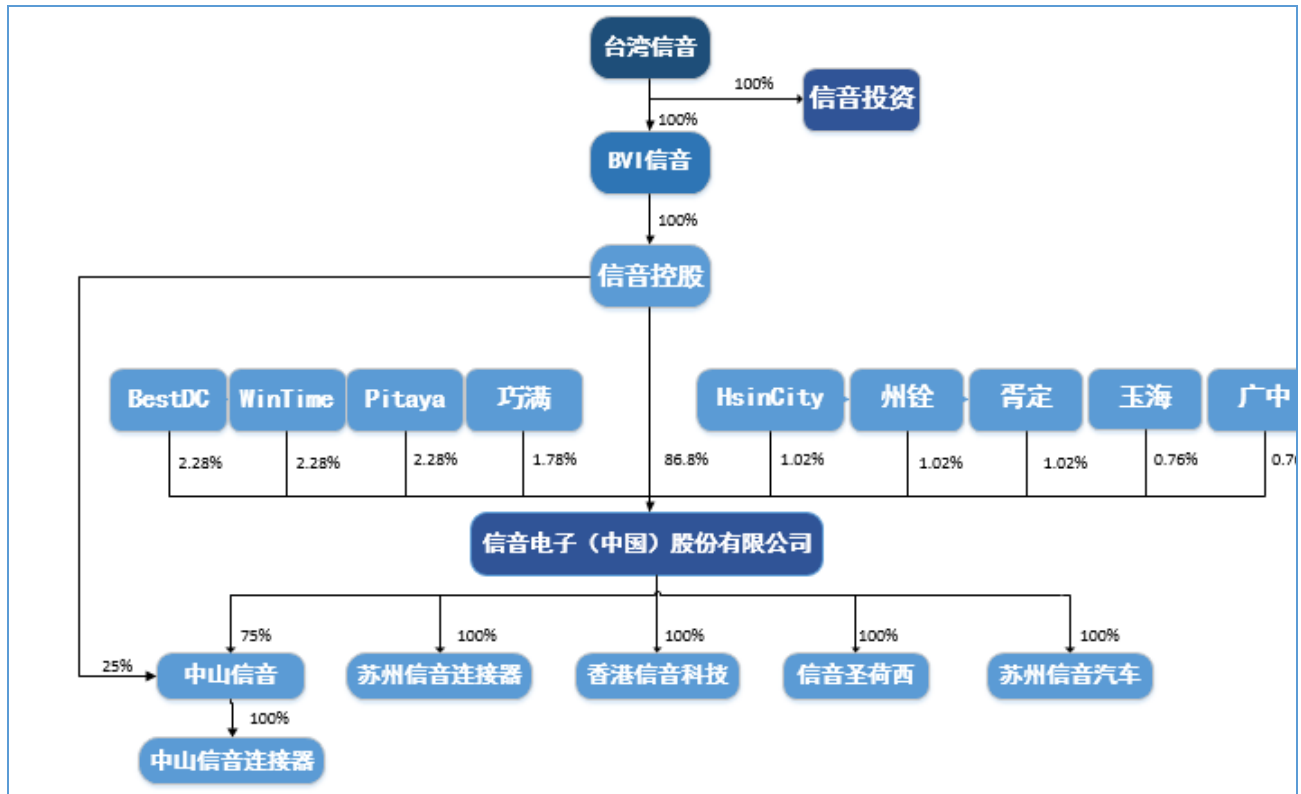 台湾信音
100%
信音投资
100%
BVI信音
100%
信音控股
BestDC
WinTime
Pitaya
巧满
HsinCity
州铨
胥定
玉海
广中
2.28%
2.28%
2.28%
1.78%
86.8%
1.02%
1.02%
1.02%
0.76%
信音电子（中国）股份有限公司
75%
100%
100%
100%
100%
25%
中山信音
苏州信音连接器
香港信音科技
信音圣荷西
苏州信音汽车
100%
中山信音连接器